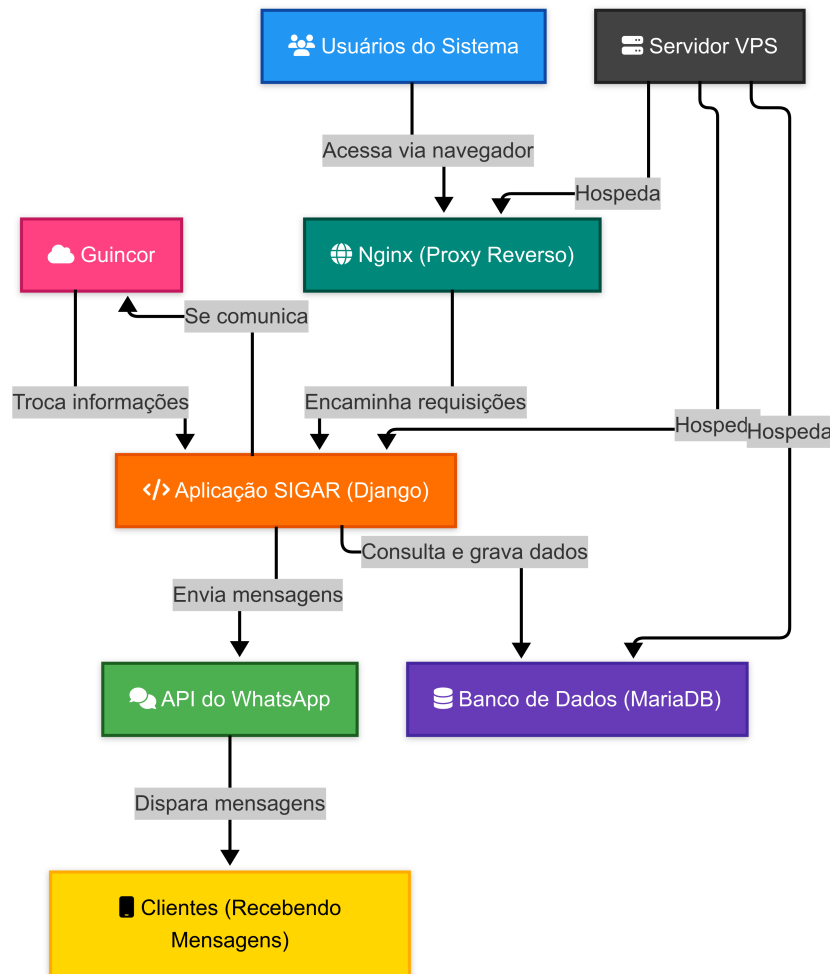 Usuários do Sistema
Servidor VPS
Acessa via navegador
Hospeda
Guincor
Nginx (Proxy Reverso)
Se comunica
Troca informações
Encaminha requisições
Hosped
Hospeda
Aplicação SIGAR (Django)
Consulta e grava dados
Envia mensagens
API do WhatsApp
Banco de Dados (MariaDB)
Dispara mensagens
Clientes (Recebendo
Mensagens)